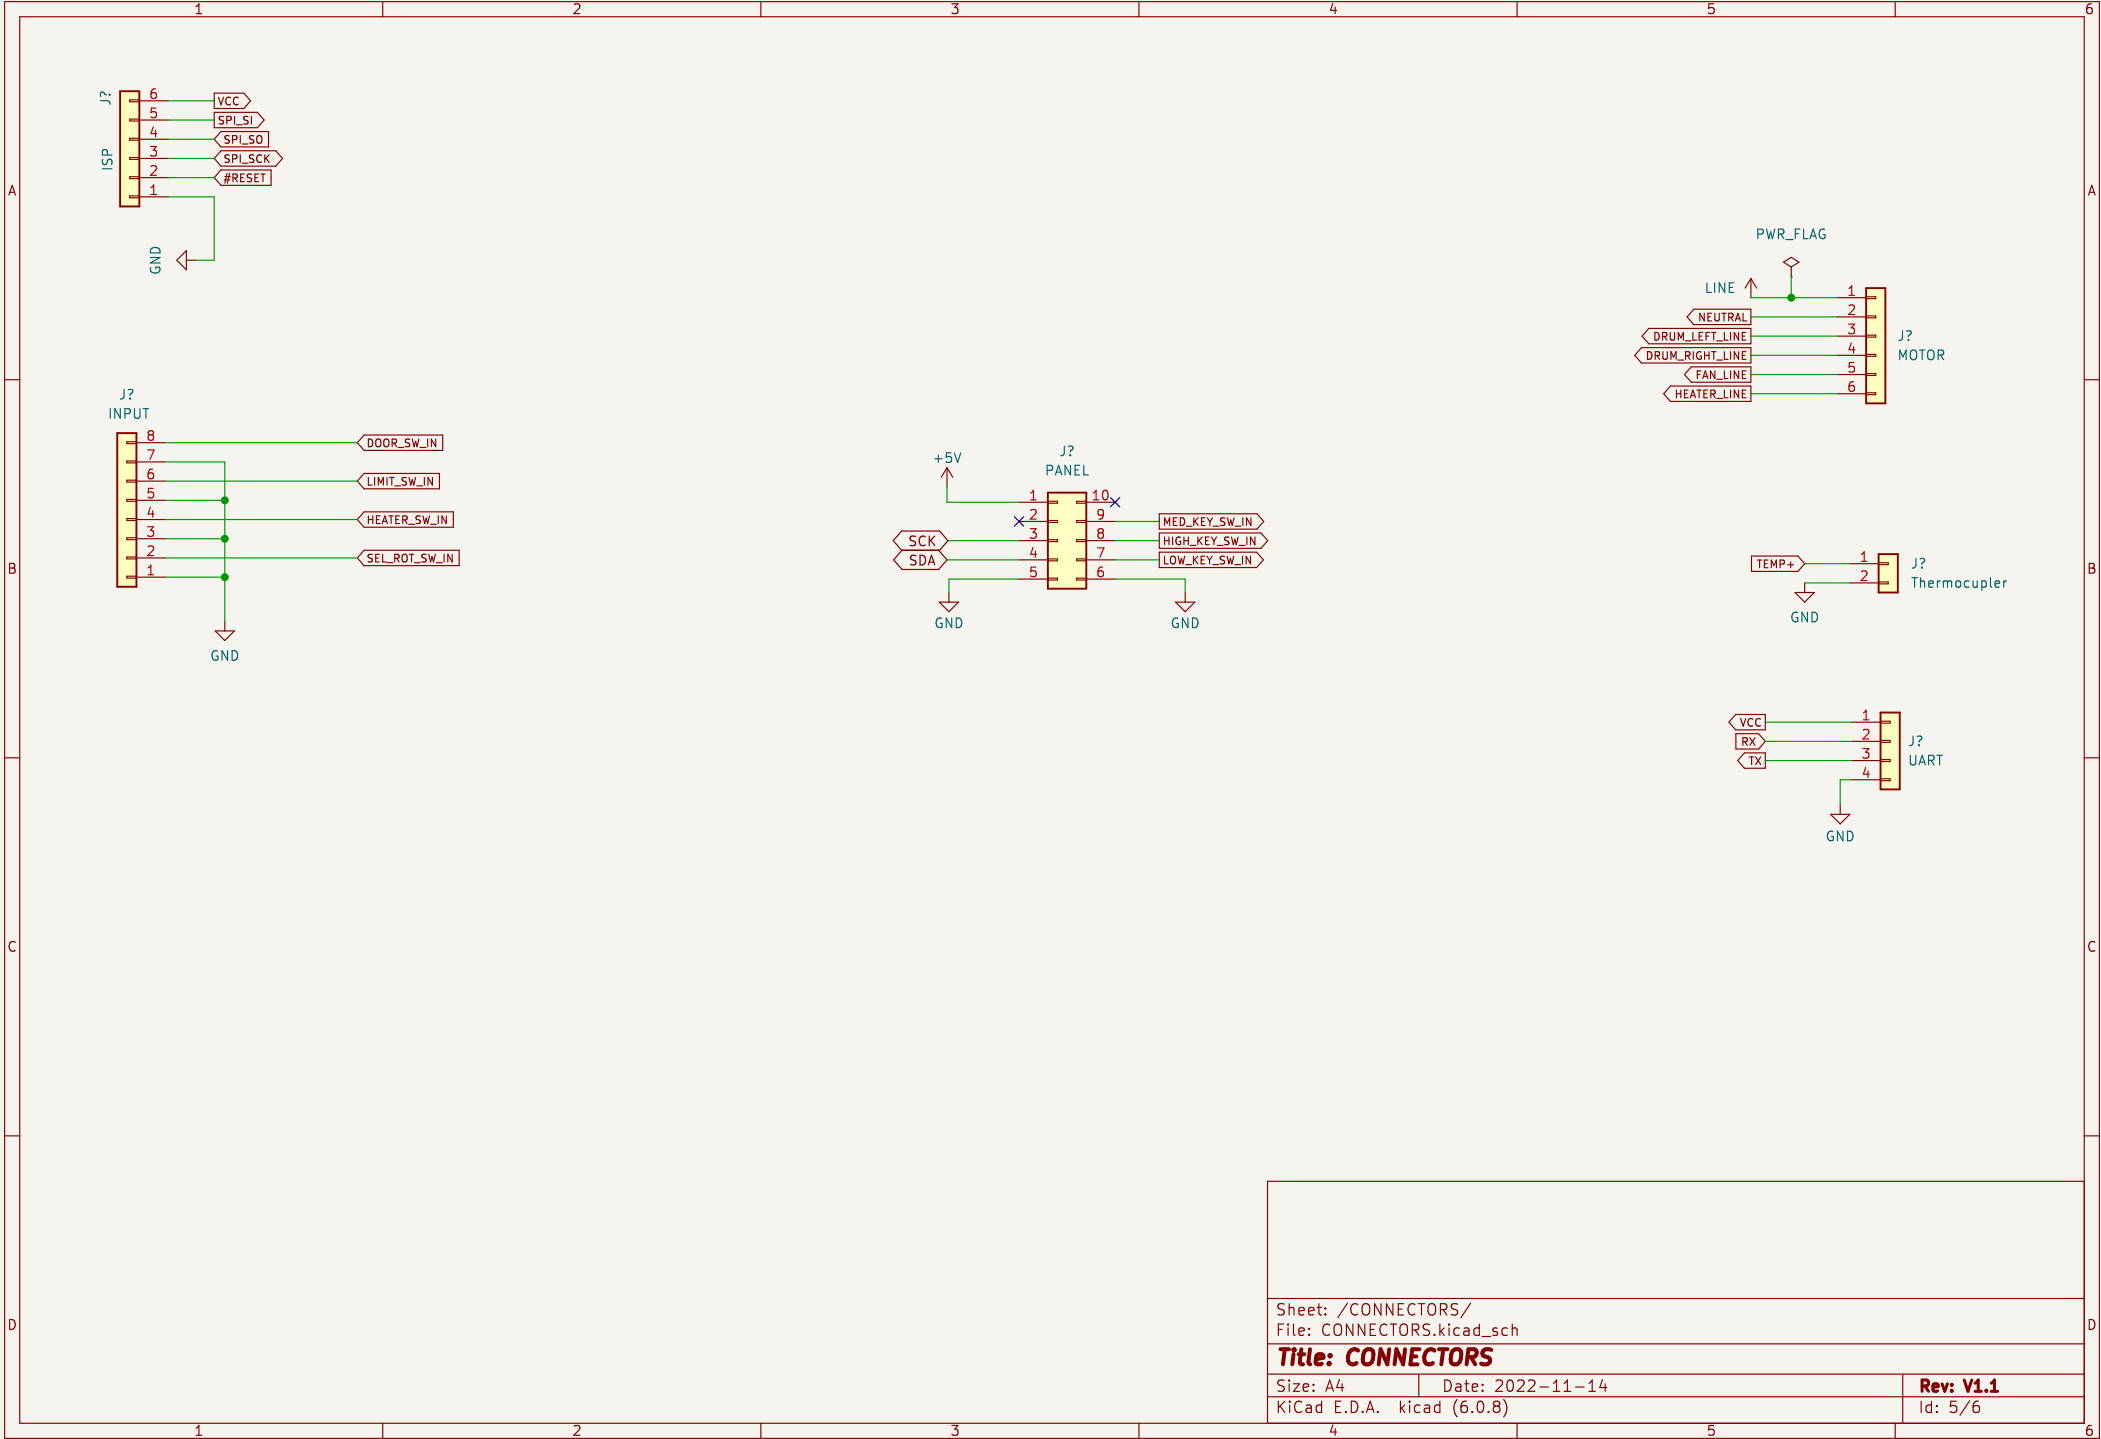 1 2 3 4 5 6
J?
ISP
6 VCC
5 SPI_SI
4 SPI_SO
3 SPI_SCK
2 #RESET
1
GND
A A
PWR_FLAG
LINE 1
NEUTRAL 2
DRUM_LEFT_LINE 3
DRUM_RIGHT_LINE 4
FAN_LINE 5
HEATER_LINE 6
J?
MOTOR
J?
INPUT
8 DOOR_SW_IN
7
6 LIMIT_SW_IN
5
4 HEATER_SW_IN
3
2 SEL_ROT_SW_IN
1
GND
J?
PANEL
+5V
1 10
2 9 MED_KEY_SW_IN
SCK 3 8 HIGH_KEY_SW_IN
SDA 4 7 LOW_KEY_SW_IN
5 6
GND GND
B B
TEMP+ 1
2
GND
J?
Thermocupler
VCC 1
RX 2
TX 3
4
GND
J?
UART
C C
D D
Sheet: /CONNECTORS/
File: CONNECTORS.kicad_sch
Title: CONNECTORS
Size: A4 Date: 2022-11-14 Rev: V1.1
KiCad E.D.A. kicad (6.0.8) Id: 5/6
1 2 3 4 5 6